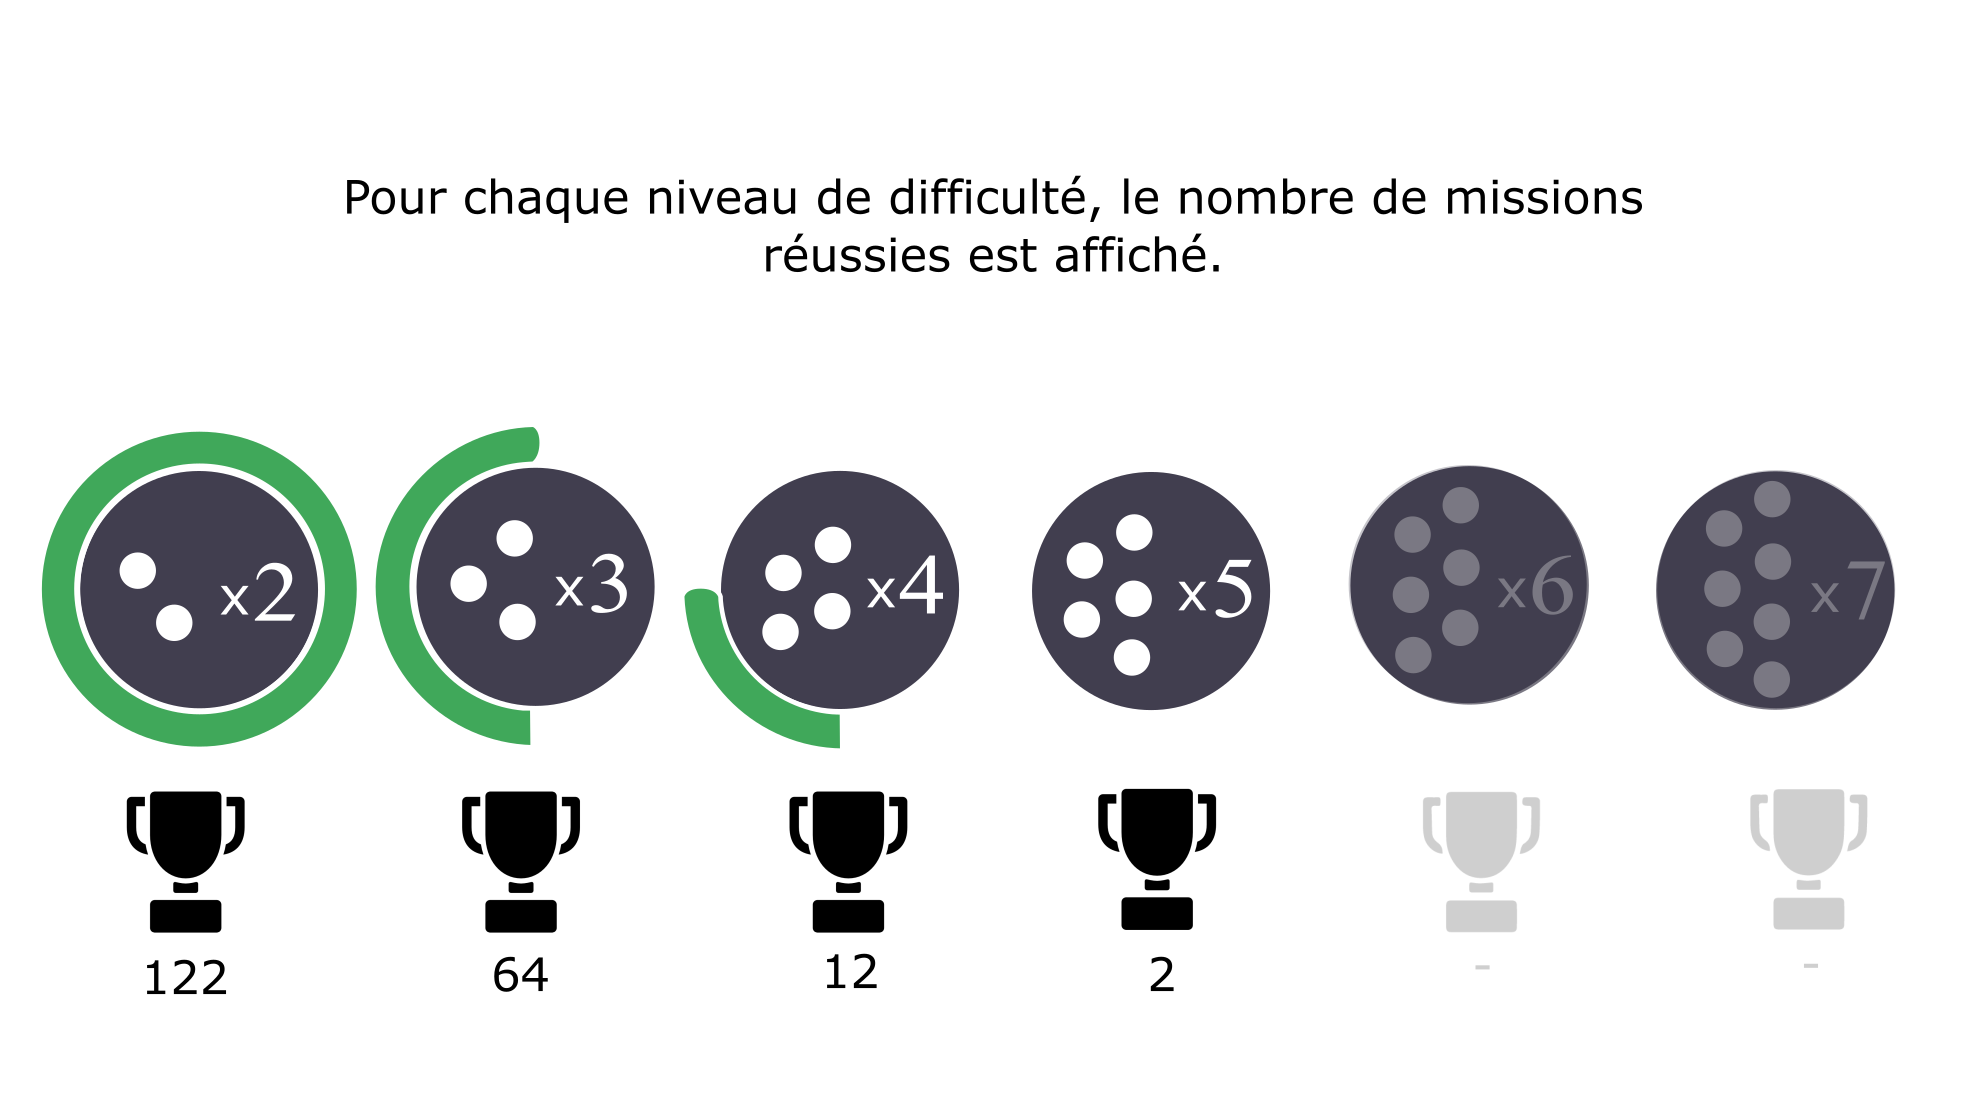 Pour chaque niveau de difficulté, le nombre de missions
réussies est affiché.
x2 x3 x4 x5 x6 x7
122 64 12 2 - -